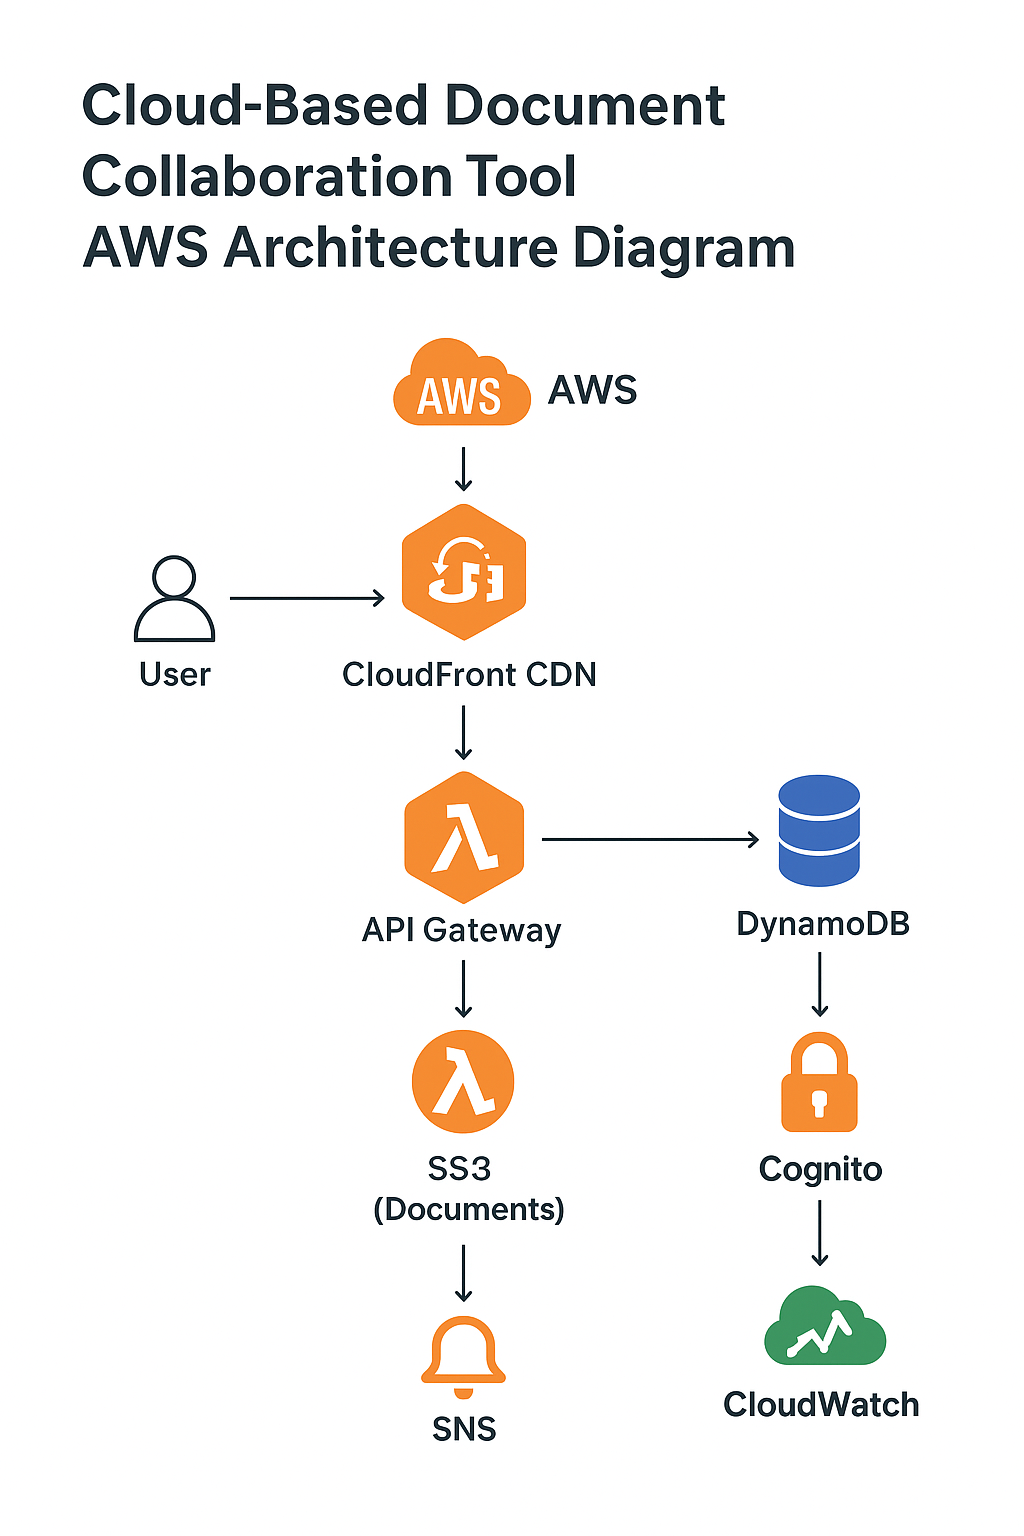 Cloud-Based Document
Collaboration Tool
AWS Architecture Diagram
AWS
AWS
User
CloudFront CDN
API Gateway
DynamoDB
SS3
(Documents)
Cognito
SNS
CloudWatch